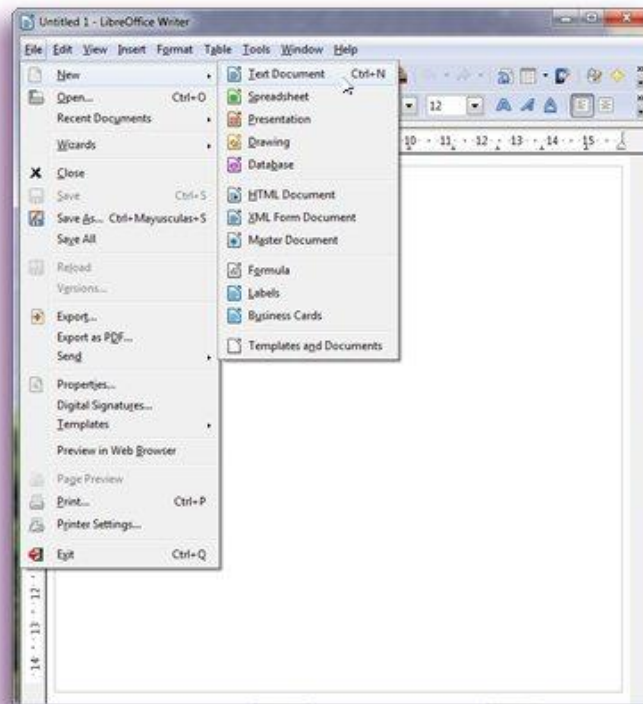 Untitled 1 - LibreOffice Writer
File Edit View Insert Format Table Tools Window Help
New
Open... Ctrl+O
Recent Documents
Wizards
Close
Save Ctrl+S
Save As... Ctrl+Mayusculas+S
Save All
Reload
Versions...
Export...
Export as PDF...
Send
Properties...
Digital Signatures...
Templates
Preview in Web Browser
Page Preview
Print... Ctrl+P
Printer Settings...
Exit Ctrl+Q
Text Document Ctrl+N
Spreadsheet
Presentation
Drawing
Database
HTML Document
XML Form Document
Master Document
Formula
Labels
Business Cards
Templates and Documents
12
10 11 12 13 14 15
12
13
14